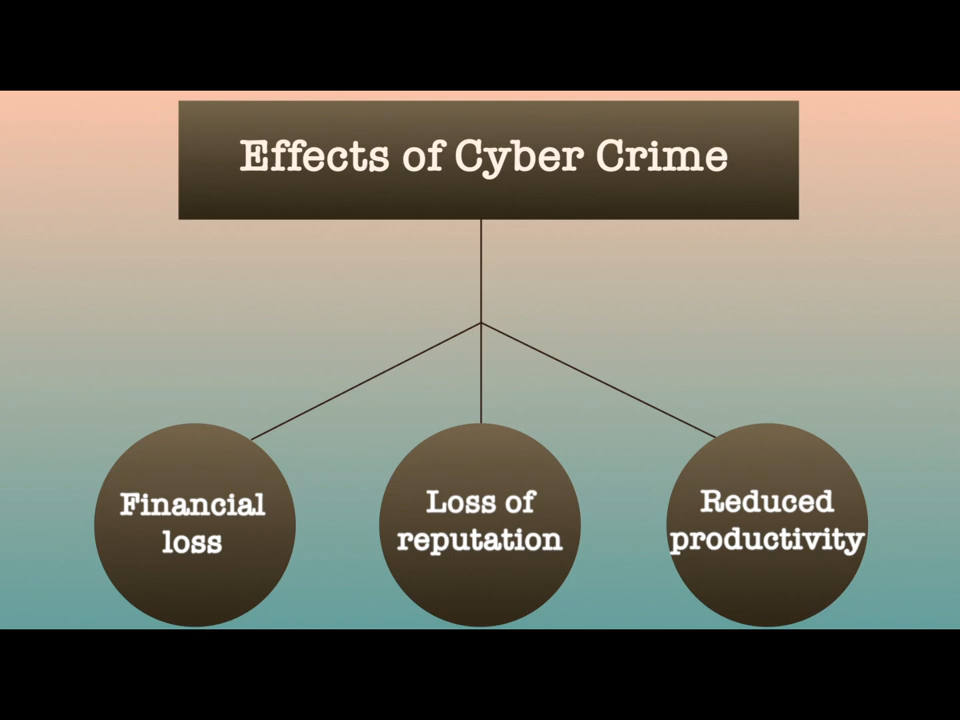 Effects of Cyber Crime
Financial
loss
Loss of
reputation
Reduced
productivity